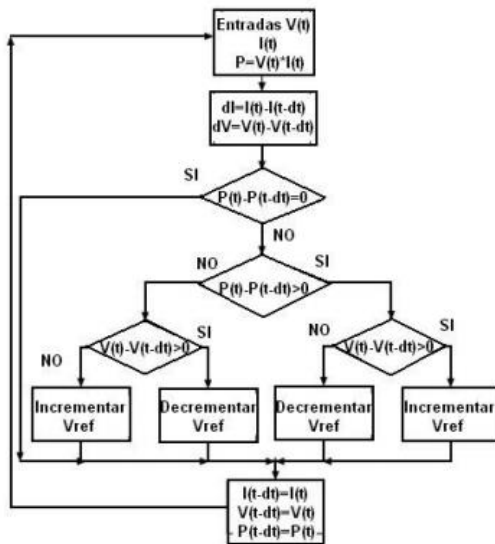 Entradas V(t)
I(t)
P=V(t)*I(t)
dI=I(t)-I(t-dt)
dV=V(t)-V(t-dt)
SI
P(t)-P(t-dt)=0
NO
NO
P(t)-P(t-dt)>0
SI
NO
V(t)-V(t-dt)>0
SI
NO
V(t)-V(t-dt)>0
SI
Incrementar
Vref
Decrementar
Vref
Decrementar
Vref
Incrementar
Vref
I(t-dt)=I(t)
V(t-dt)=V(t)
P(t-dt)=P(t)